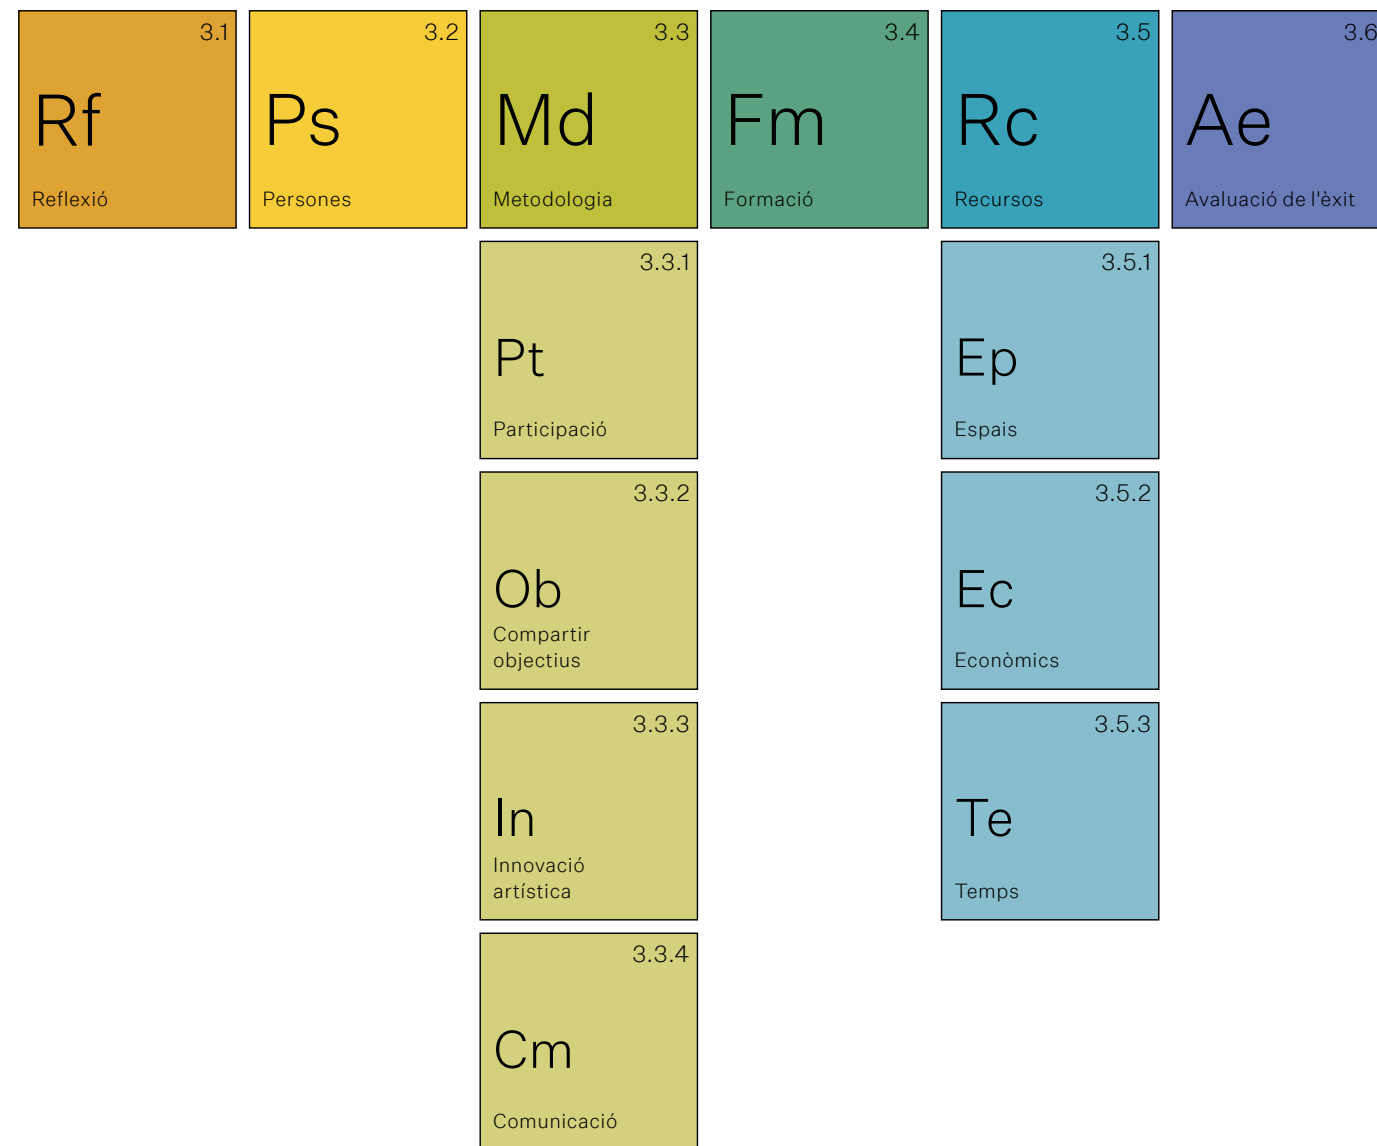 3.1
Rf
Reflexió
3.2
Ps
Persones
3.3
Md
Metodologia
3.4
Fm
Formació
3.5
Rc
Recursos
3.6
Ae
Avaluació de l'èxit
3.3.1
Pt
Participació
3.5.1
Ep
Espais
3.3.2
Ob
Compartir
objectius
3.5.2
Ec
Econòmics
3.3.3
In
Innovació
artística
3.5.3
Te
Temps
3.3.4
Cm
Comunicació